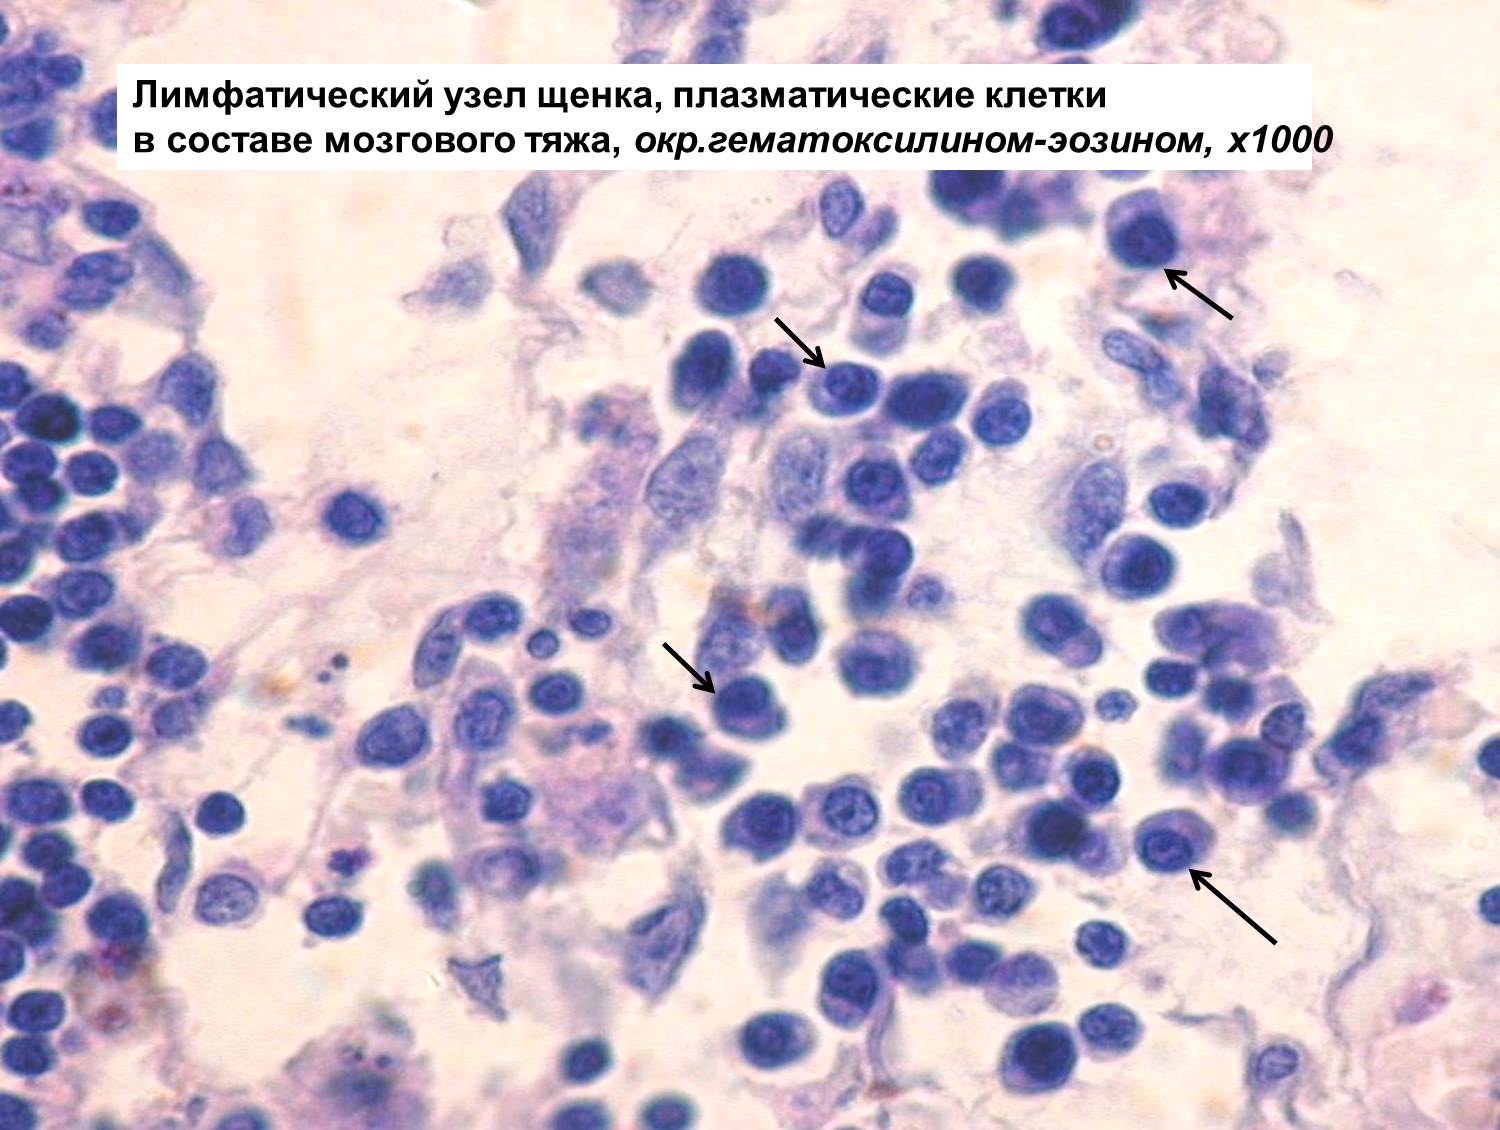 Лимфатический узел щенка, плазматические клетки
в составе мозгового тяжа, окр.гематоксилином-эозином, х1000